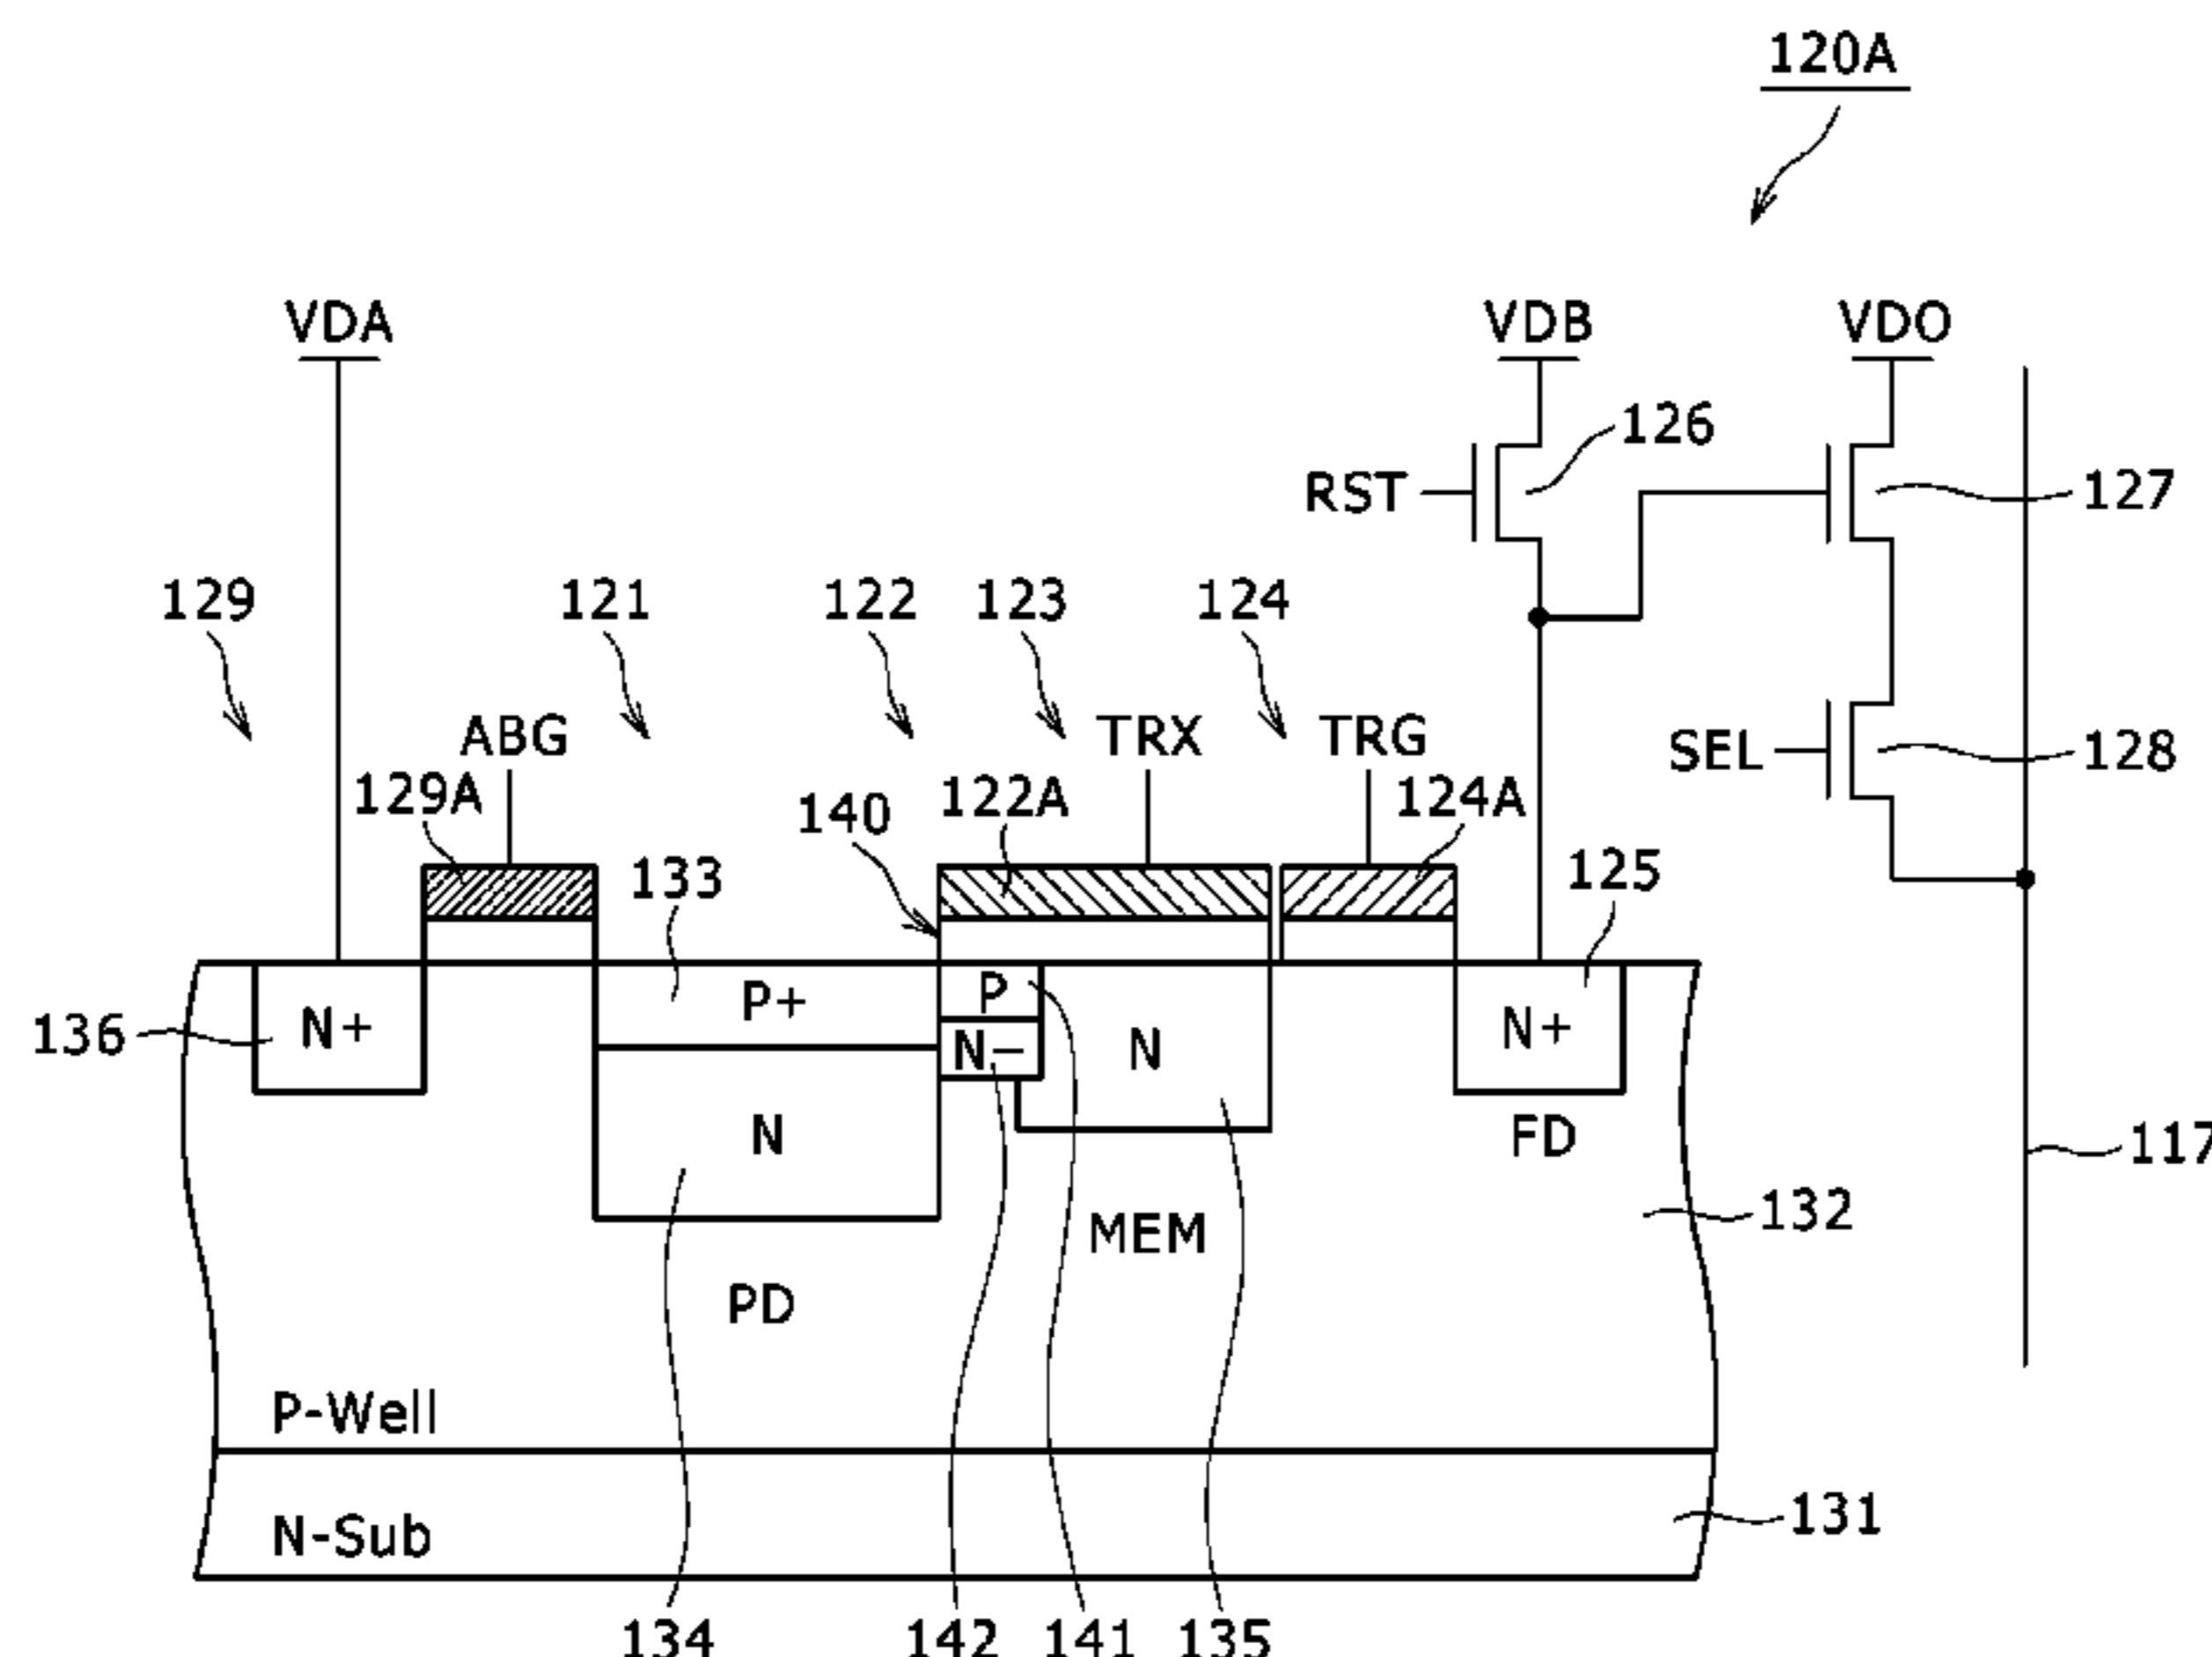 120A
VDA
VDB
VDO
126
RST
127
129
121
122
123
124
ABG
TRX
TRG
SEL
128
129A
140
122A
124A
133
125
P+
P
N+
136
N+
N-
N
N
FD
117
MEM
132
PD
P-Well
N-Sub
131
134
142
141
135